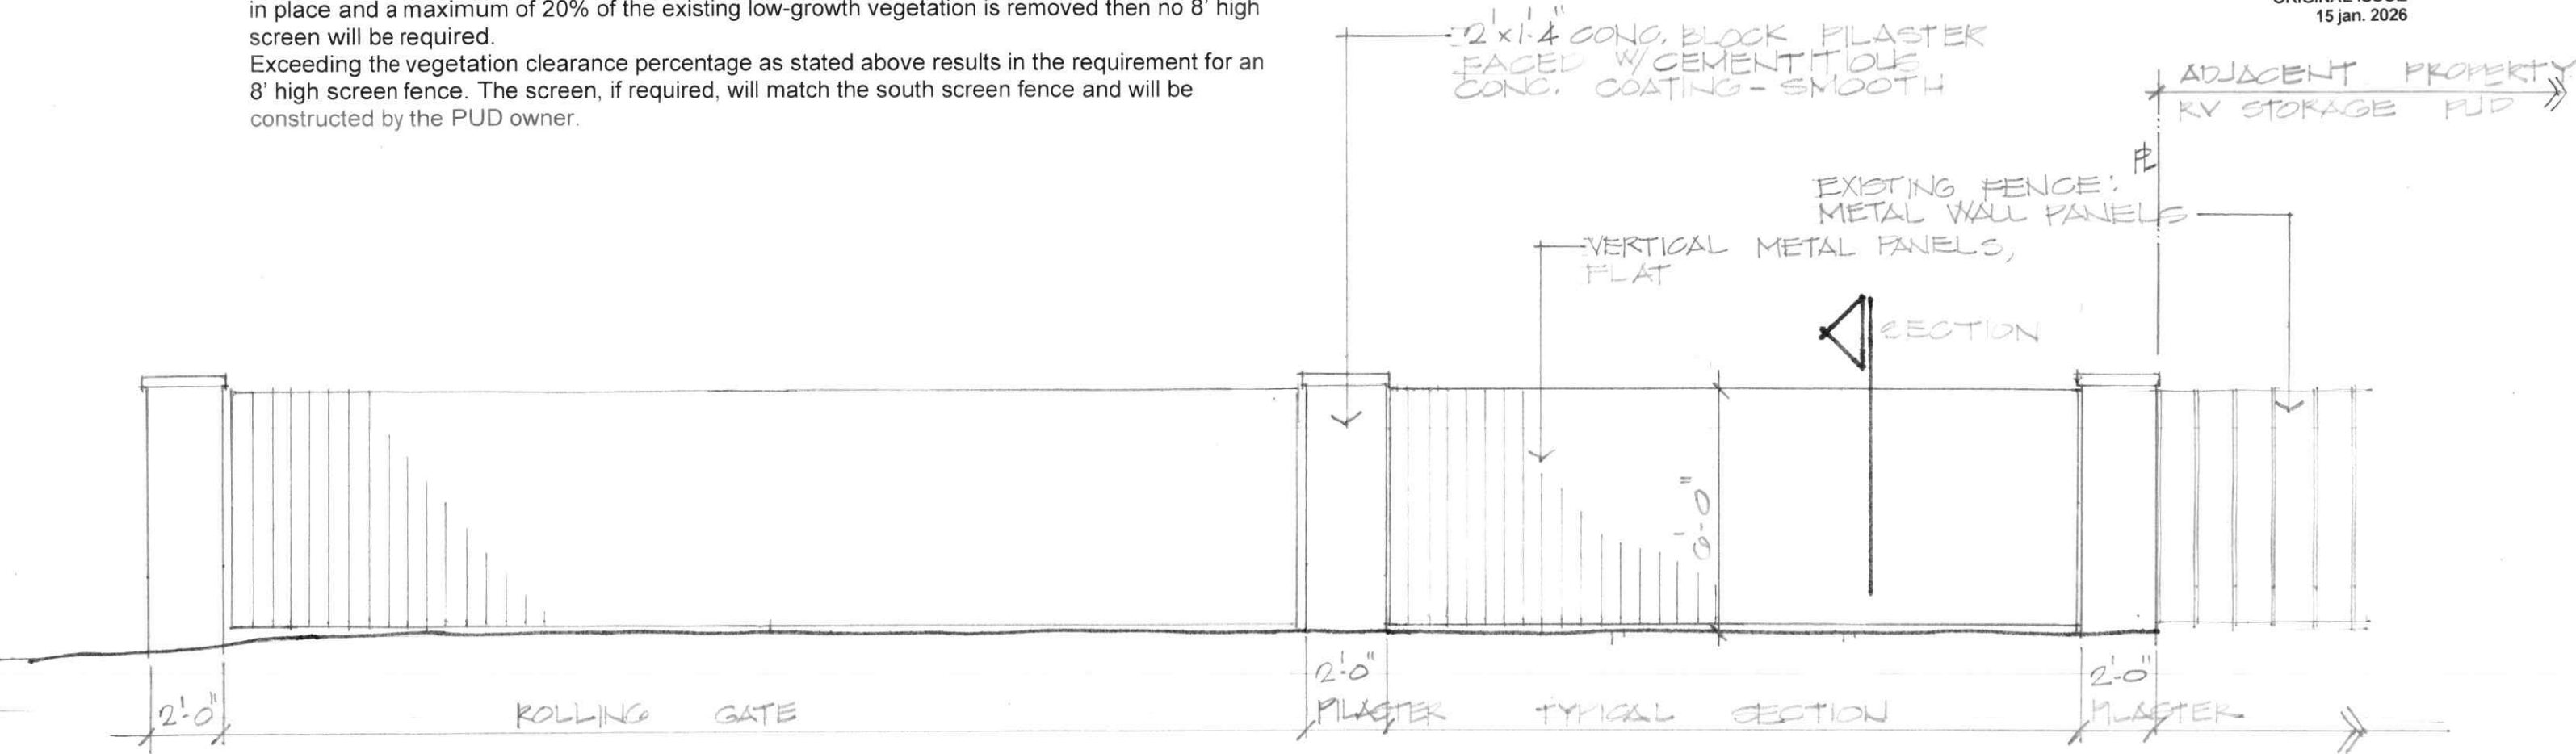 in place and a maximum of 20% of the existing low-growth vegetation is removed then no 8' high
screen will be required.
Exceeding the vegetation clearance percentage as stated above results in the requirement for an
8' high screen fence. The screen, if required, will match the south screen fence and will be
constructed by the PUD owner.
15 jan. 2026
2'x1'-4" CONC. BLOCK PILASTER
FACED W/CEMENTITIOUS
CONC. COATING - SMOOTH
ADJACENT PROPERTY
RV STORAGE PUD
PL
EXISTING FENCE:
METAL WALL PANELS
VERTICAL METAL PANELS,
FLAT
SECTION
6'-0"
2'-0"
ROLLING GATE
2'-0"
PILASTER
TYPICAL SECTION
2'-0"
PILASTER